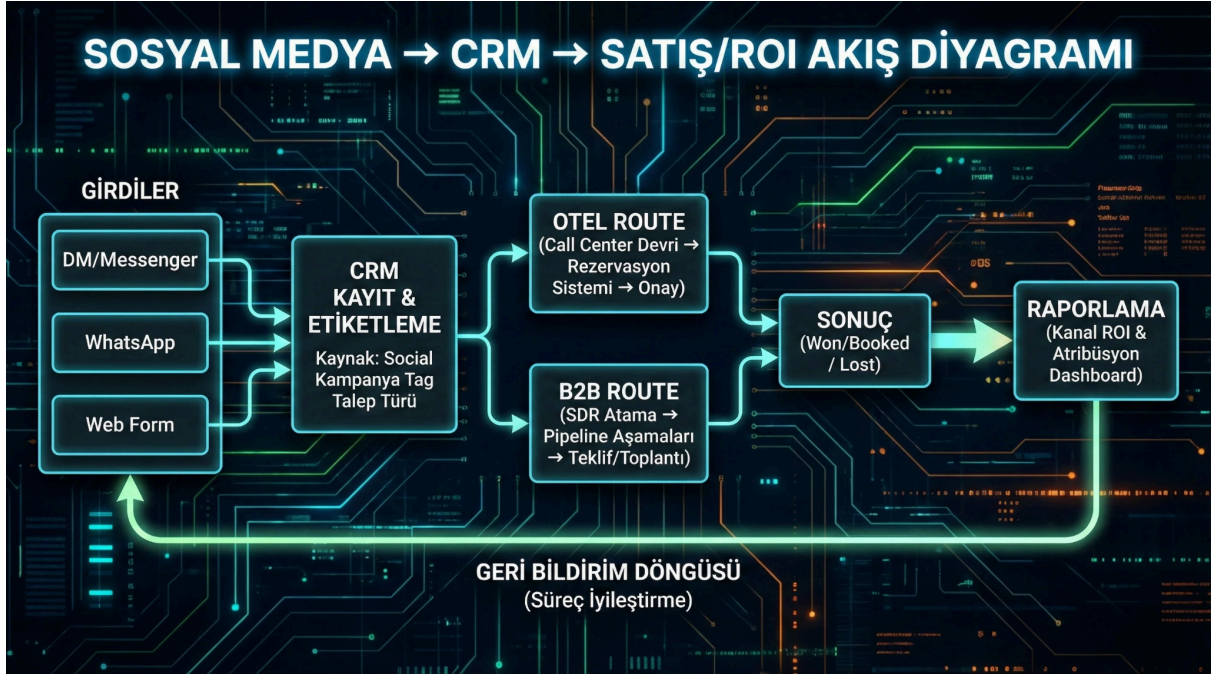 SOSYAL MEDYA → CRM → SATIŞ/ROI AKIŞ DİYAGRAMI
GİRDİLER
DM/Messenger
WhatsApp
Web Form
CRM
KAYIT &
ETİKETLEME
Kaynak: Social
Kampanya Tag
Talep Türü
OTEL ROUTE
(Call Center Devri →
Rezervasyon
Sistemi → Onay)
B2B ROUTE
(SDR Atama →
Pipeline Aşamaları
→ Teklif/Toplantı)
SONUÇ
(Won/Booked
/ Lost)
RAPORLAMA
(Kanal ROI &
Atribüsyon
Dashboard)
GERİ BİLDİRİM DÖNGÜSÜ
(Süreç İyileştirme)